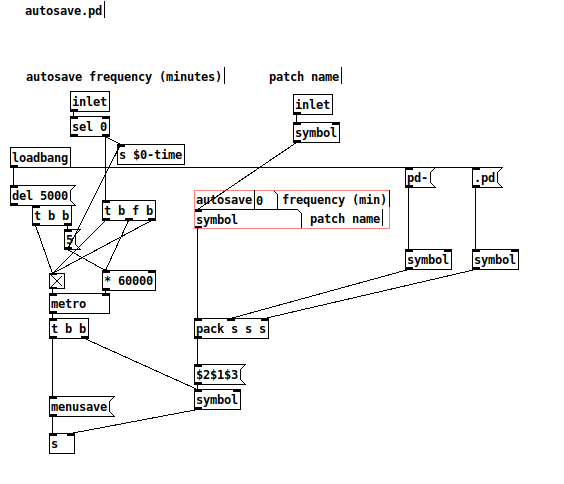 autosave.pd
autosave frequency (minutes)
patch name
inlet
inlet
sel 0
symbol
s $0-time
loadbang
pd-
.pd
del 5000
autosave 0 frequency (min)
t b b
t b f b
symbol
patch name
5
symbol
symbol
* 60000
metro
t b b
pack s s s
$2$1$3
menusave
symbol
s